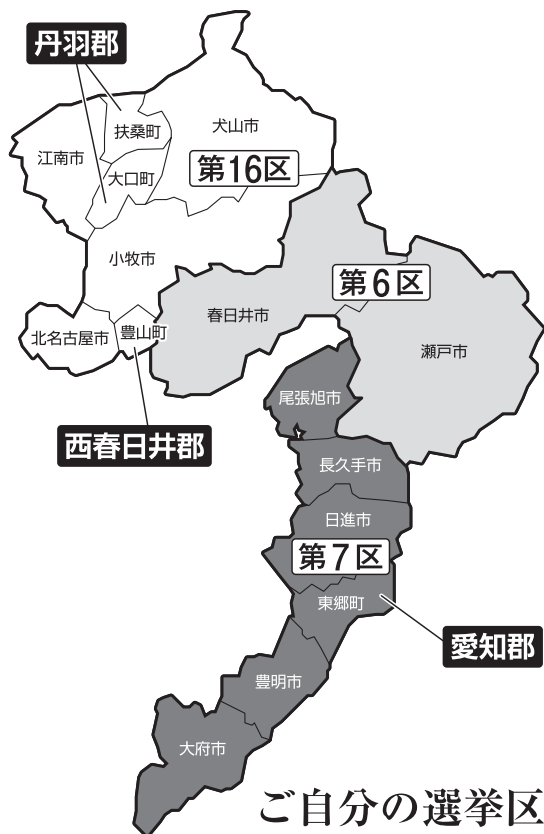 丹羽郡
扶桑町
犬山市
江南市
大口町
第16区
小牧市
第6区
春日井市
北名古屋市
豊山町
瀬戸市
尾張旭市
西春日井郡
長久手市
日進市
第7区
東郷町
愛知郡
豊明市
大府市
ご自分の選挙区